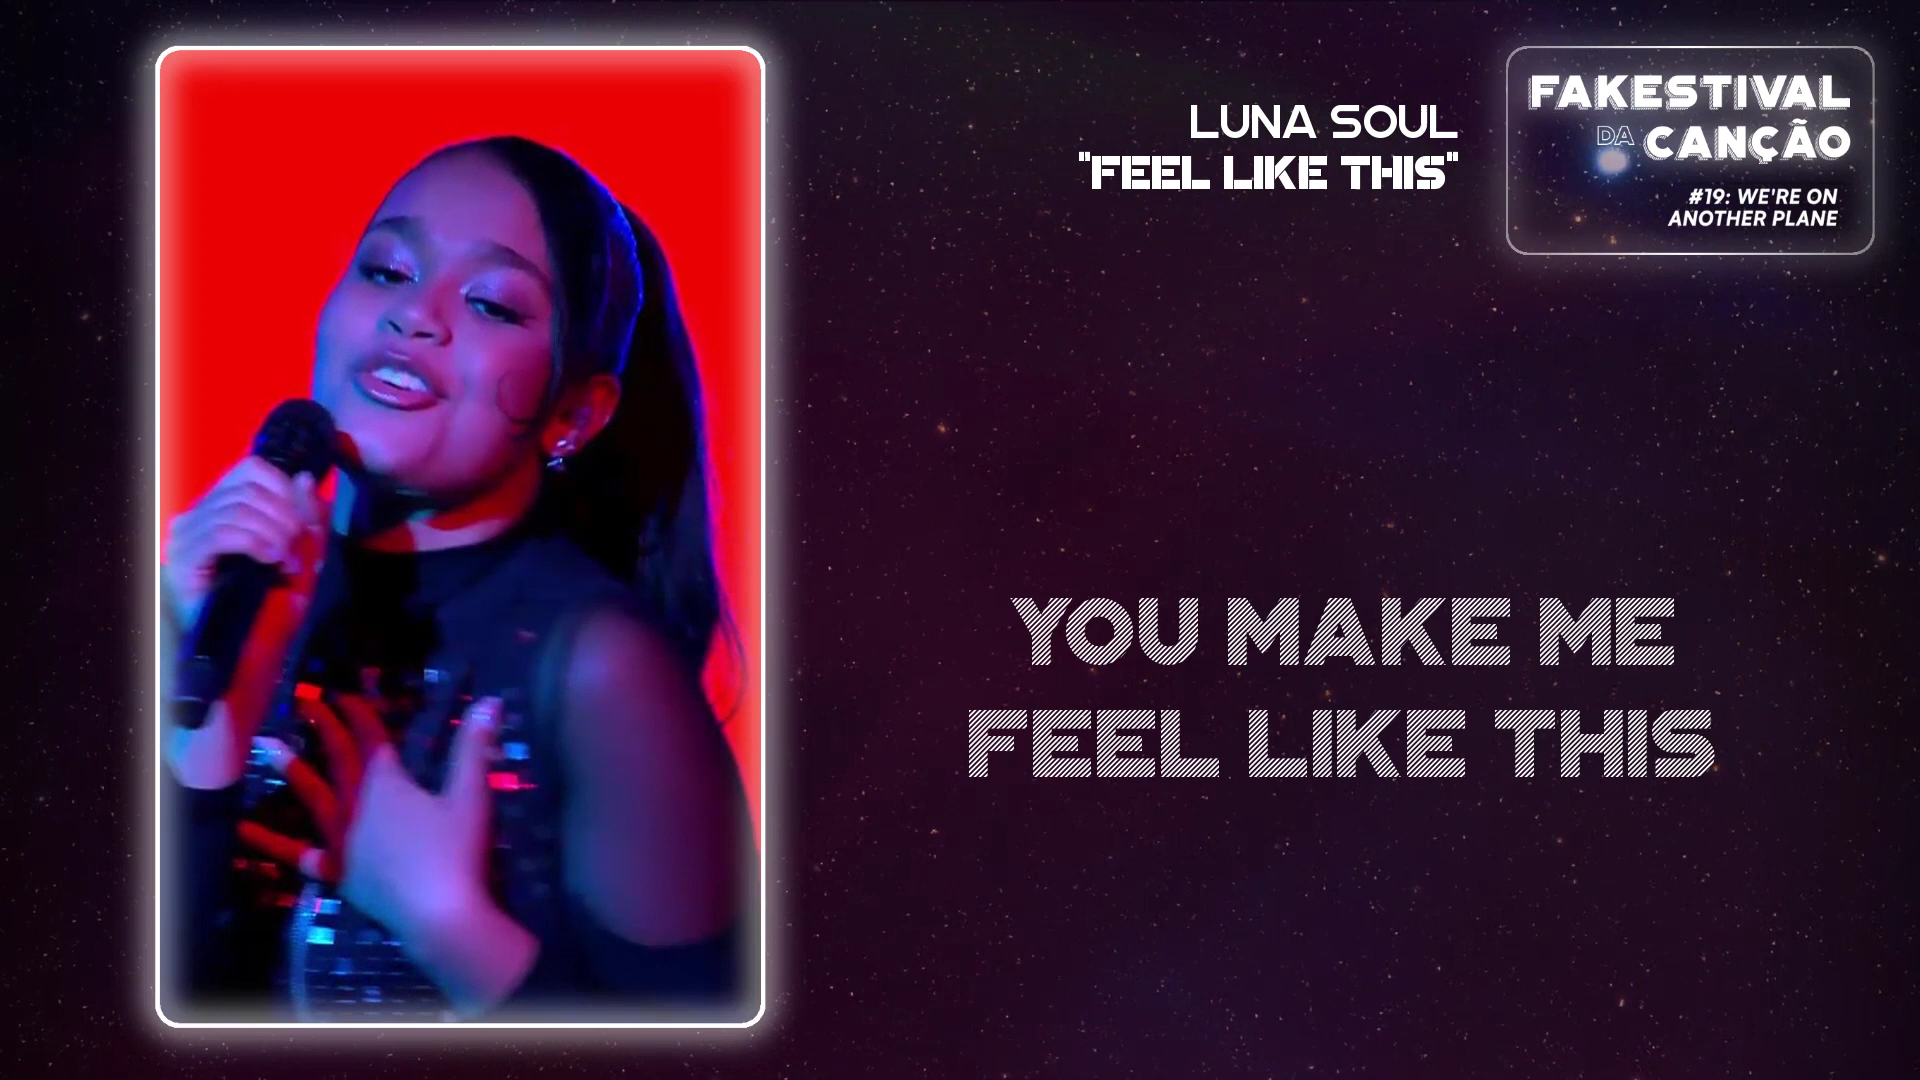 LUNA SOUL
"FEEL LIKE THIS"
FAKESTIVAL
DA CANÇÃO
#19: WE'RE ON
ANOTHER PLANE
YOU MAKE ME
FEEL LIKE THIS